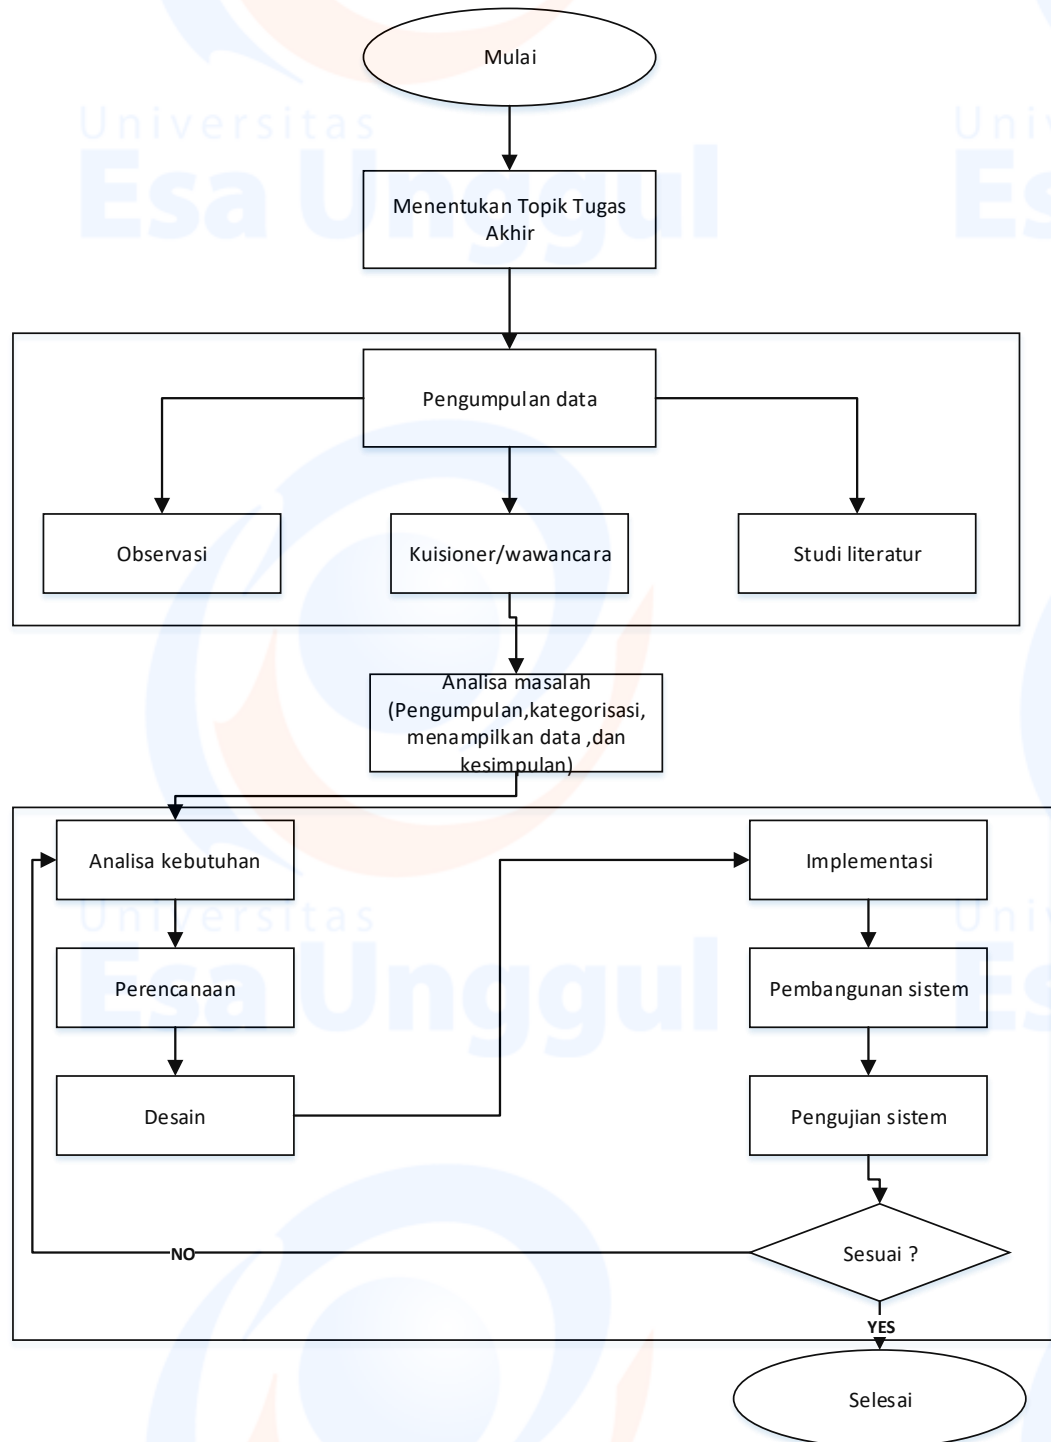 Mulai
Universitas
Esa Unggul
Menentukan Topik Tugas
Akhir
Pengumpulan data
Observasi
Kuisioner/wawancara
Studi literatur
Analisa masalah
(Pengumpulan,kategorisasi,
menampilkan data ,dan
kesimpulan)
Analisa kebutuhan
Implementasi
Universitas
Esa Unggul
Perencanaan
Pembangunan sistem
Desain
Pengujian sistem
Sesuai ?
NO
YES
Selesai